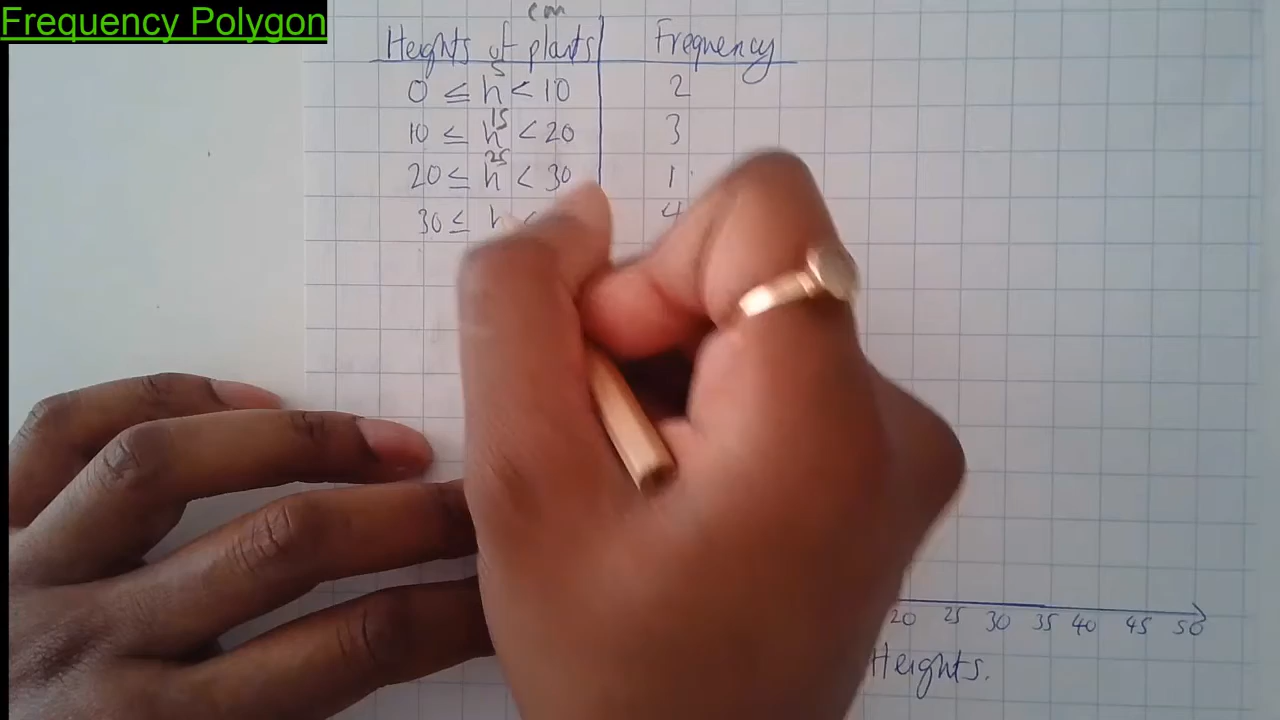 Frequency Polygon
cm
Heights of plants Frequency
5
0 ≤ h < 10 2
15
10 ≤ h < 20 3
25
20 ≤ h < 30 1
30 ≤ h < 4
20 25 30 35 40 45 50
Heights.